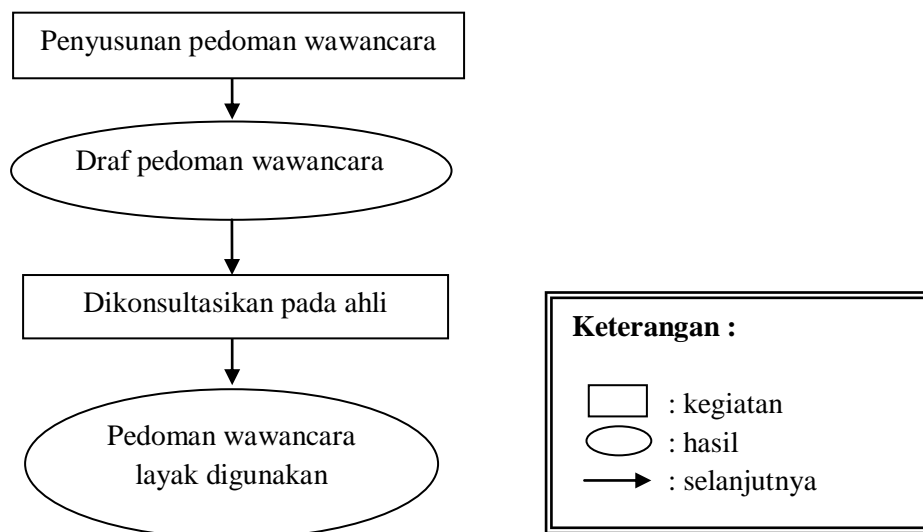 Penyusunan pedoman wawancara
Draf pedoman wawancara
Dikonsultasikan pada ahli
Pedoman wawancara
layak digunakan
Keterangan :
: kegiatan
: hasil
: selanjutnya